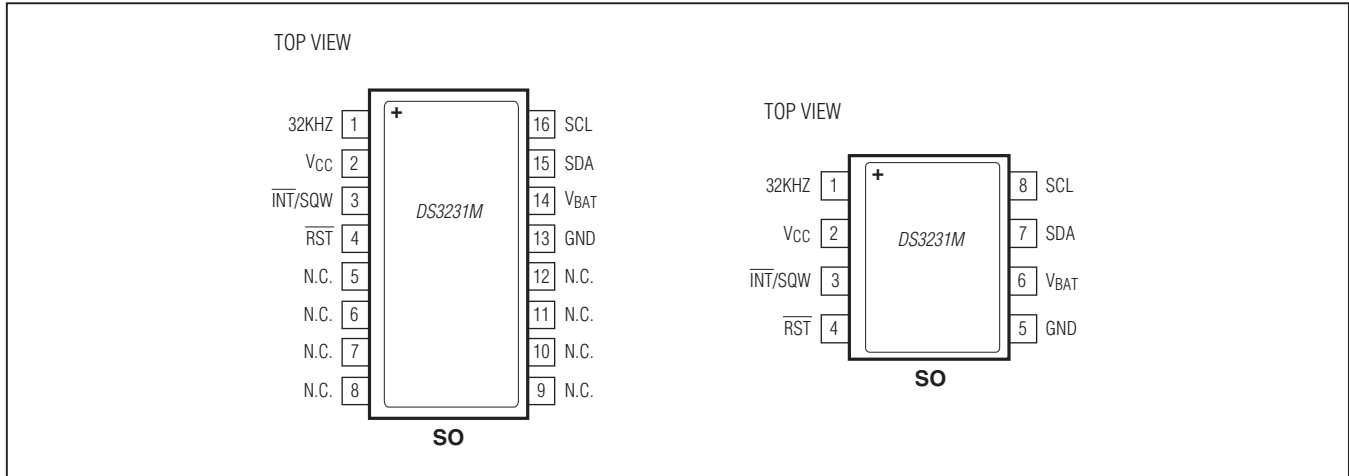 TOP VIEW
+
DS3231M
32KHZ 1
VCC 2
INT/SQW 3
RST 4
N.C. 5
N.C. 6
N.C. 7
N.C. 8
16 SCL
15 SDA
14 VBAT
13 GND
12 N.C.
11 N.C.
10 N.C.
9 N.C.
SO
TOP VIEW
+
DS3231M
32KHZ 1
VCC 2
INT/SQW 3
RST 4
8 SCL
7 SDA
6 VBAT
5 GND
SO